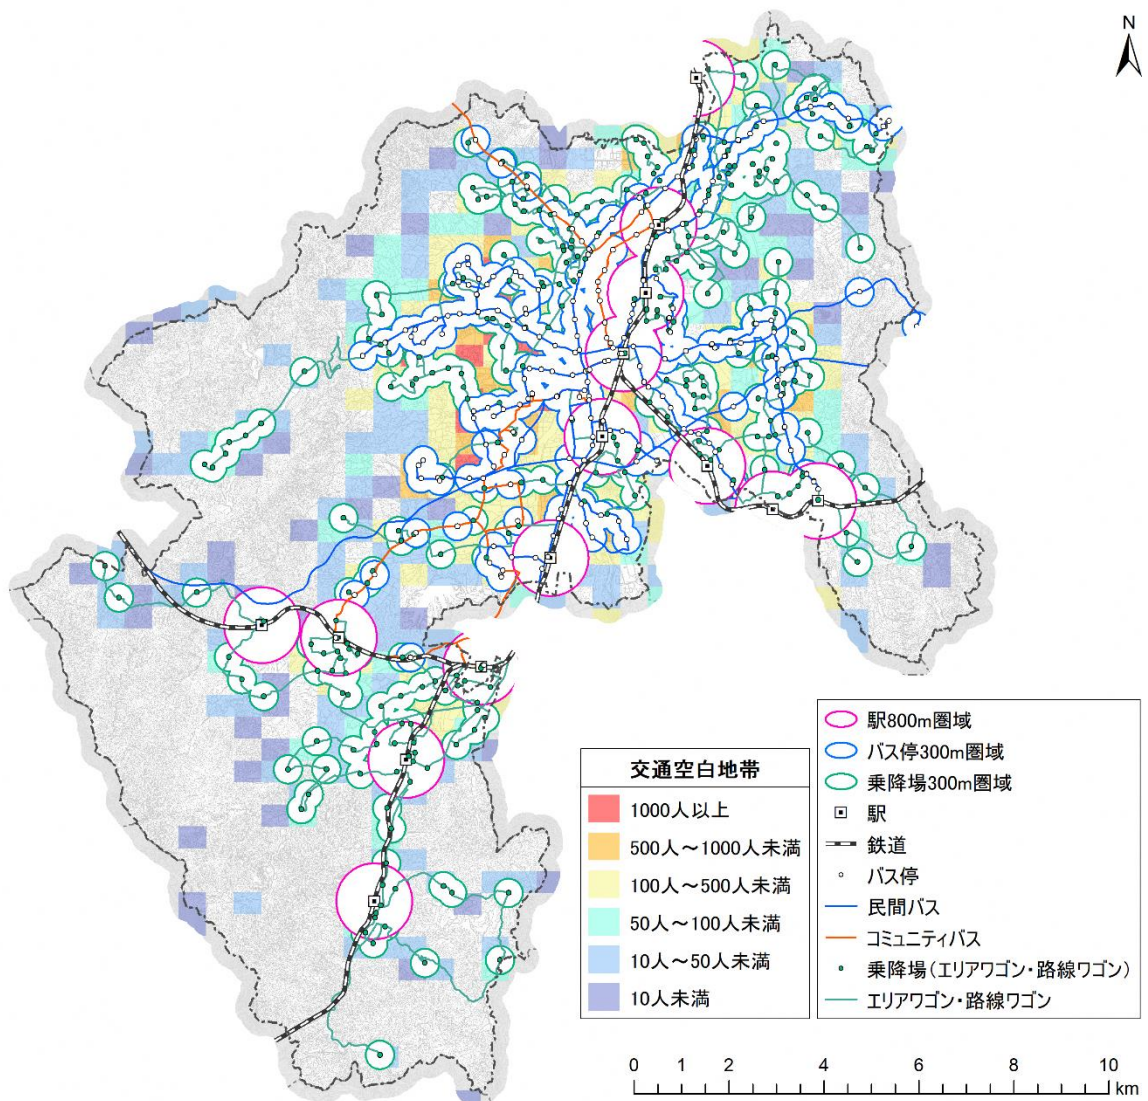 N
駅800m圏域
バス停300m圏域
乗降場300m圏域
駅
鉄道
バス停
民間バス
コミュニティバス
乗降場(エリアワゴン・路線ワゴン)
エリアワゴン・路線ワゴン
交通空白地帯
1000人以上
500人～1000人未満
100人～500人未満
50人～100人未満
10人～50人未満
10人未満
0 1 2 4 6 8 10
km